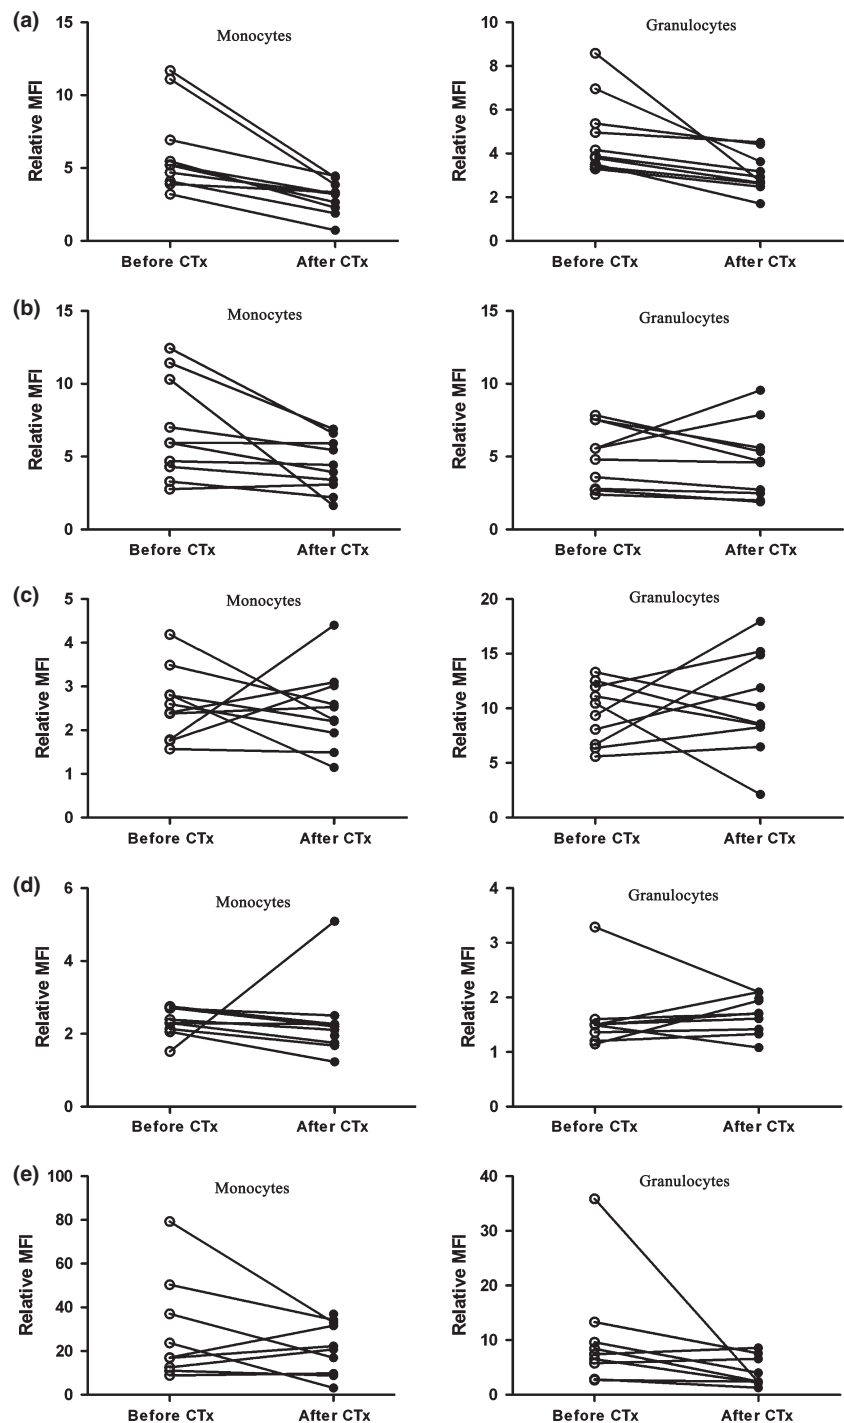 (a)
Monocytes
Relative MFI
15
10
5
0
Before CTx After CTx
Granulocytes
Relative MFI
10
8
6
4
2
0
Before CTx After CTx
(b)
Monocytes
Relative MFI
15
10
5
0
Before CTx After CTx
Granulocytes
Relative MFI
15
10
5
0
Before CTx After CTx
(c)
Monocytes
Relative MFI
5
4
3
2
1
0
Before CTx After CTx
Granulocytes
Relative MFI
20
15
10
5
0
Before CTx After CTx
(d)
Monocytes
Relative MFI
6
4
2
0
Before CTx After CTx
Granulocytes
Relative MFI
4
3
2
1
0
Before CTx After CTx
(e)
Monocytes
Relative MFI
100
80
60
40
20
0
Before CTx After CTx
Granulocytes
Relative MFI
40
30
20
10
0
Before CTx After CTx